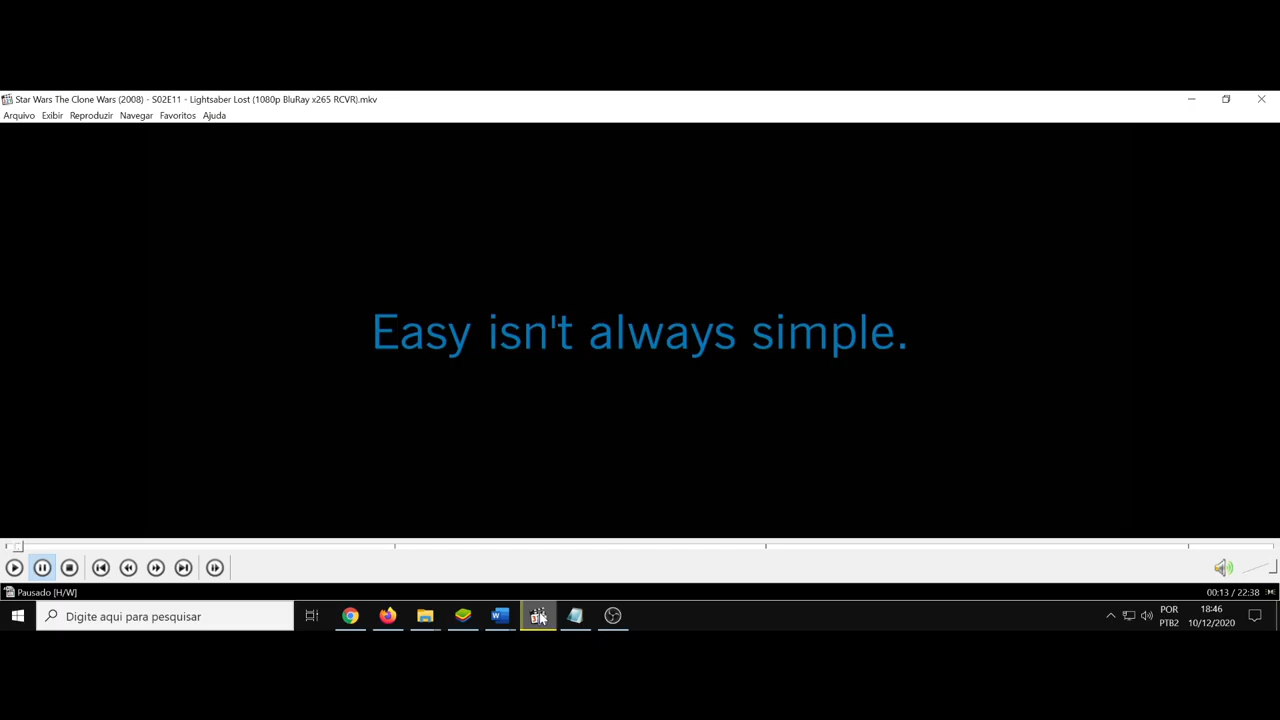 Star Wars The Clone Wars (2008) - S02E11 - Lightsaber Lost (1080p BluRay x265 RCVR).mkv
Arquivo Exibir Reproduzir Navegar Favoritos Ajuda
Easy isn't always simple.
Pausado [H/W] 00:13 / 22:38
Digite aqui para pesquisar
POR 18:46
PTB2 10/12/2020